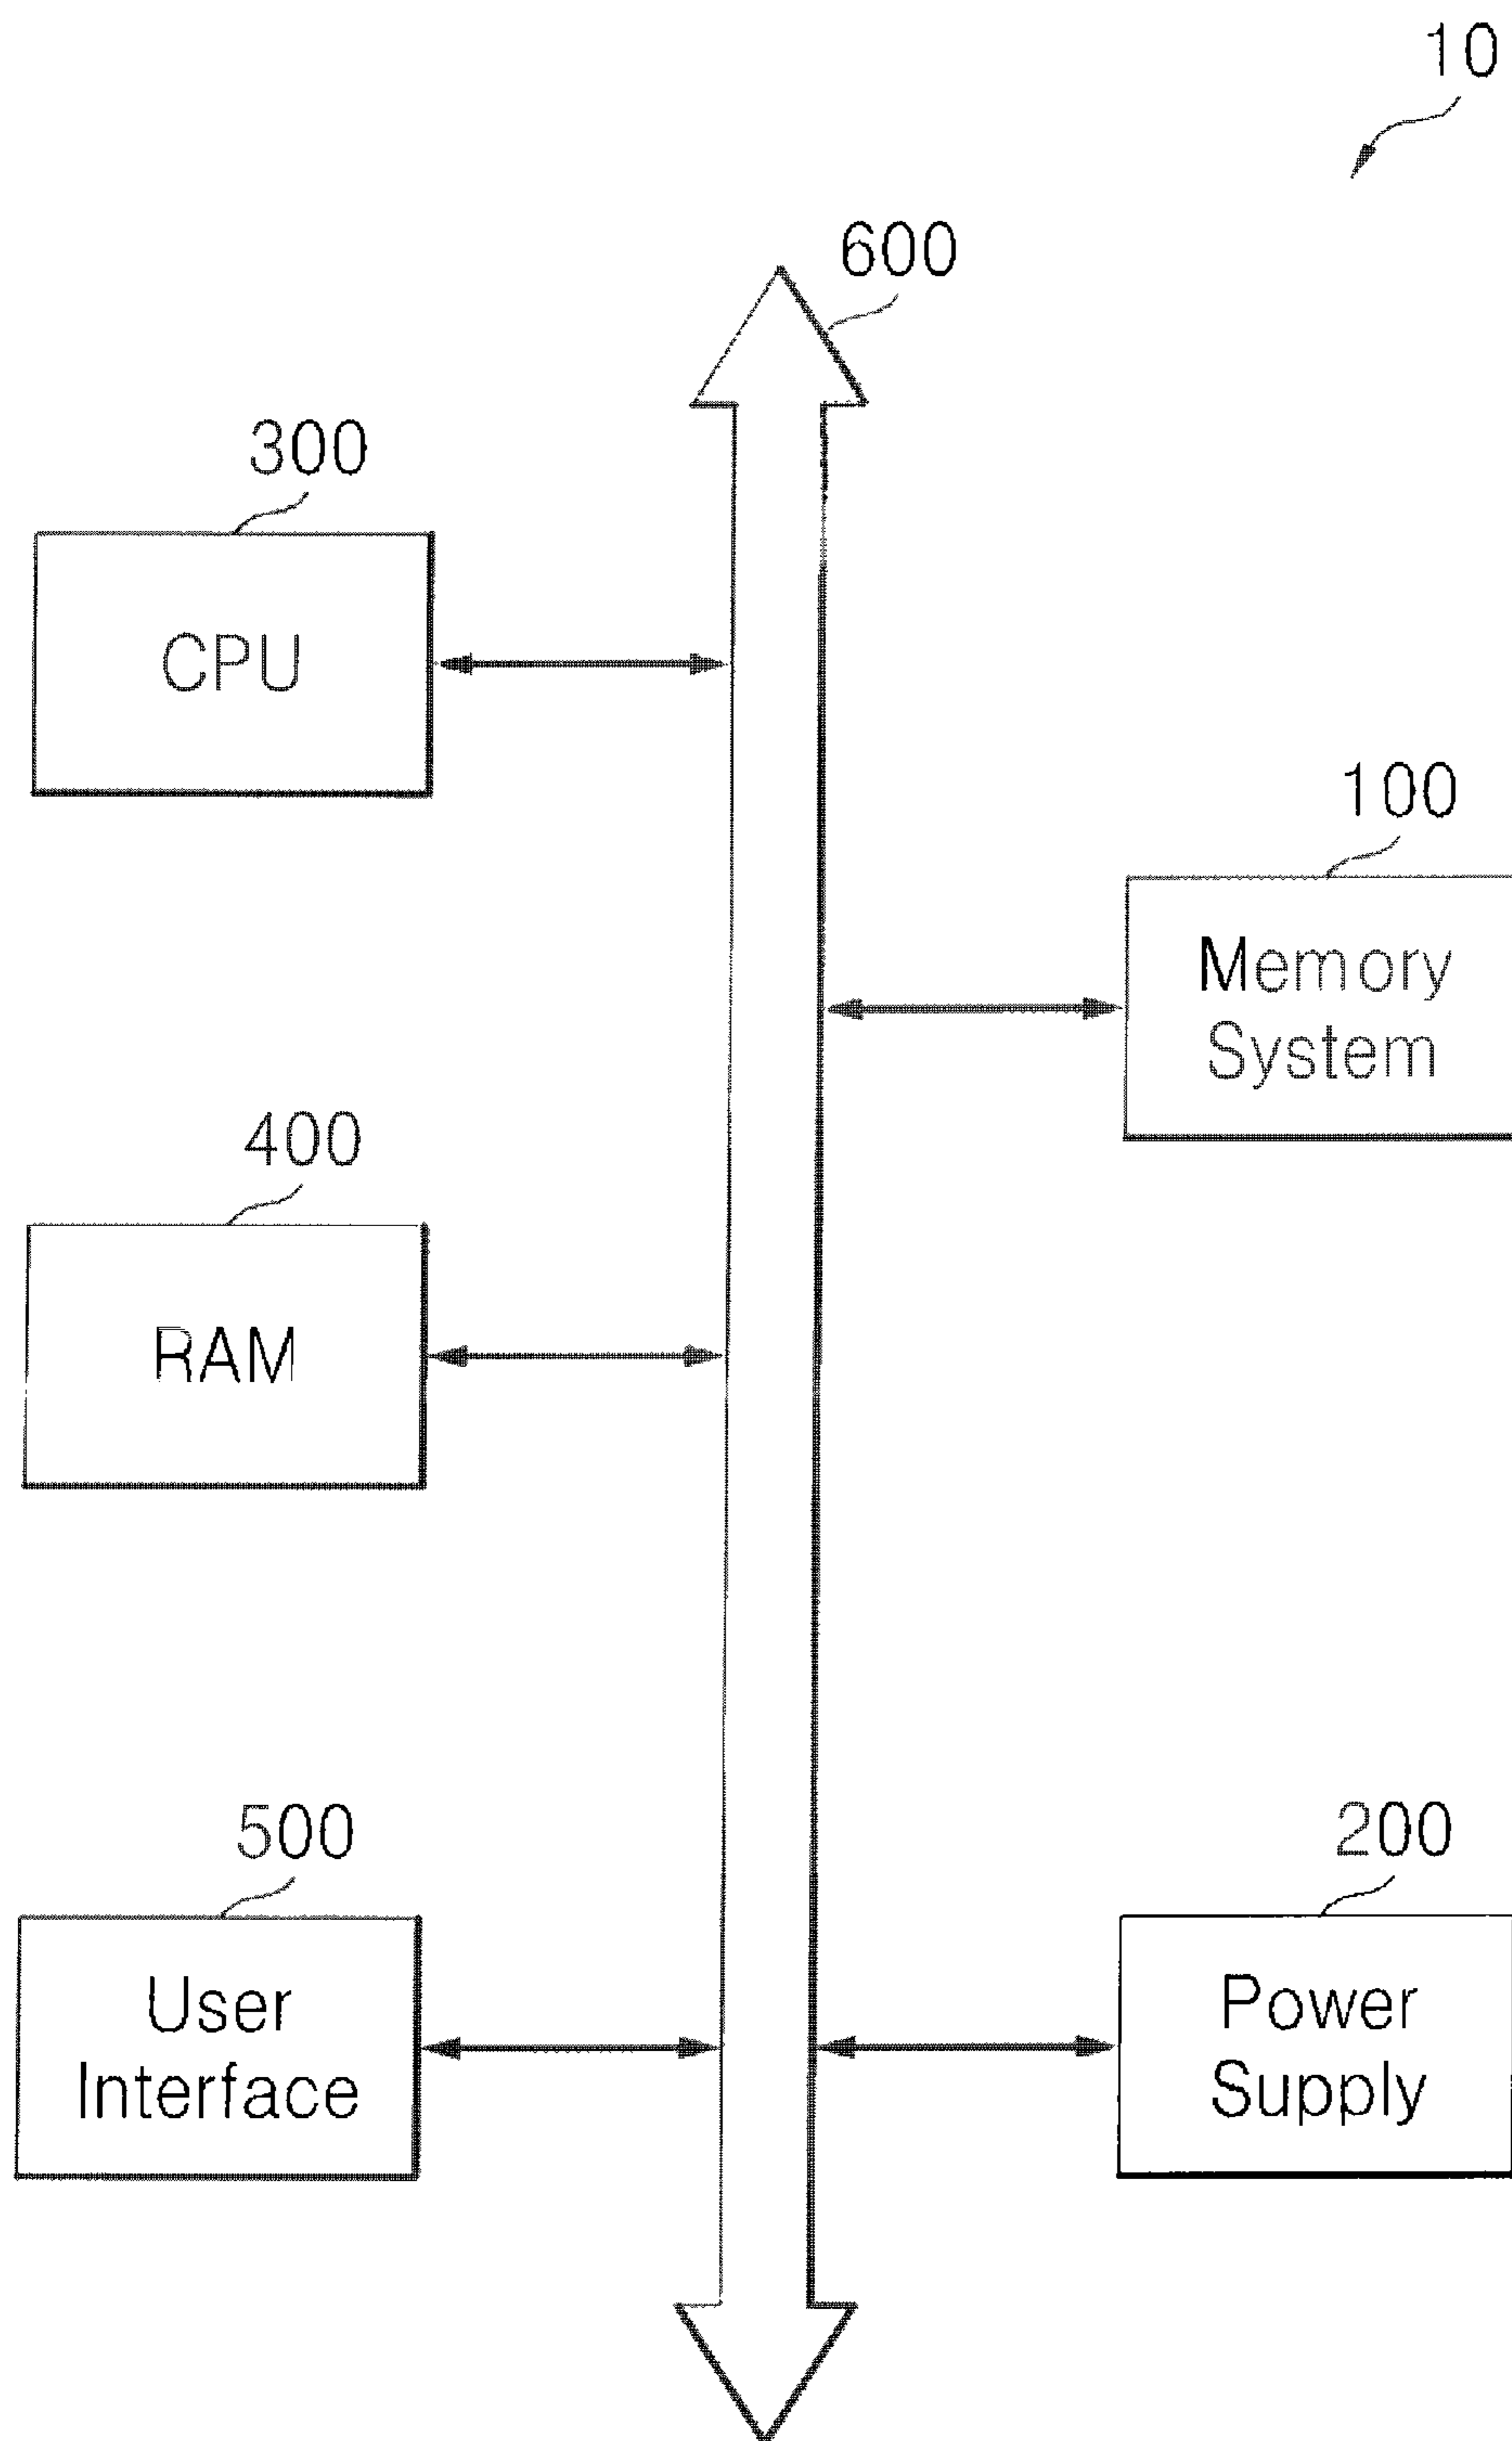 10
600
300
CPU
100
Memory
System
400
RAM
500
User
Interface
200
Power
Supply